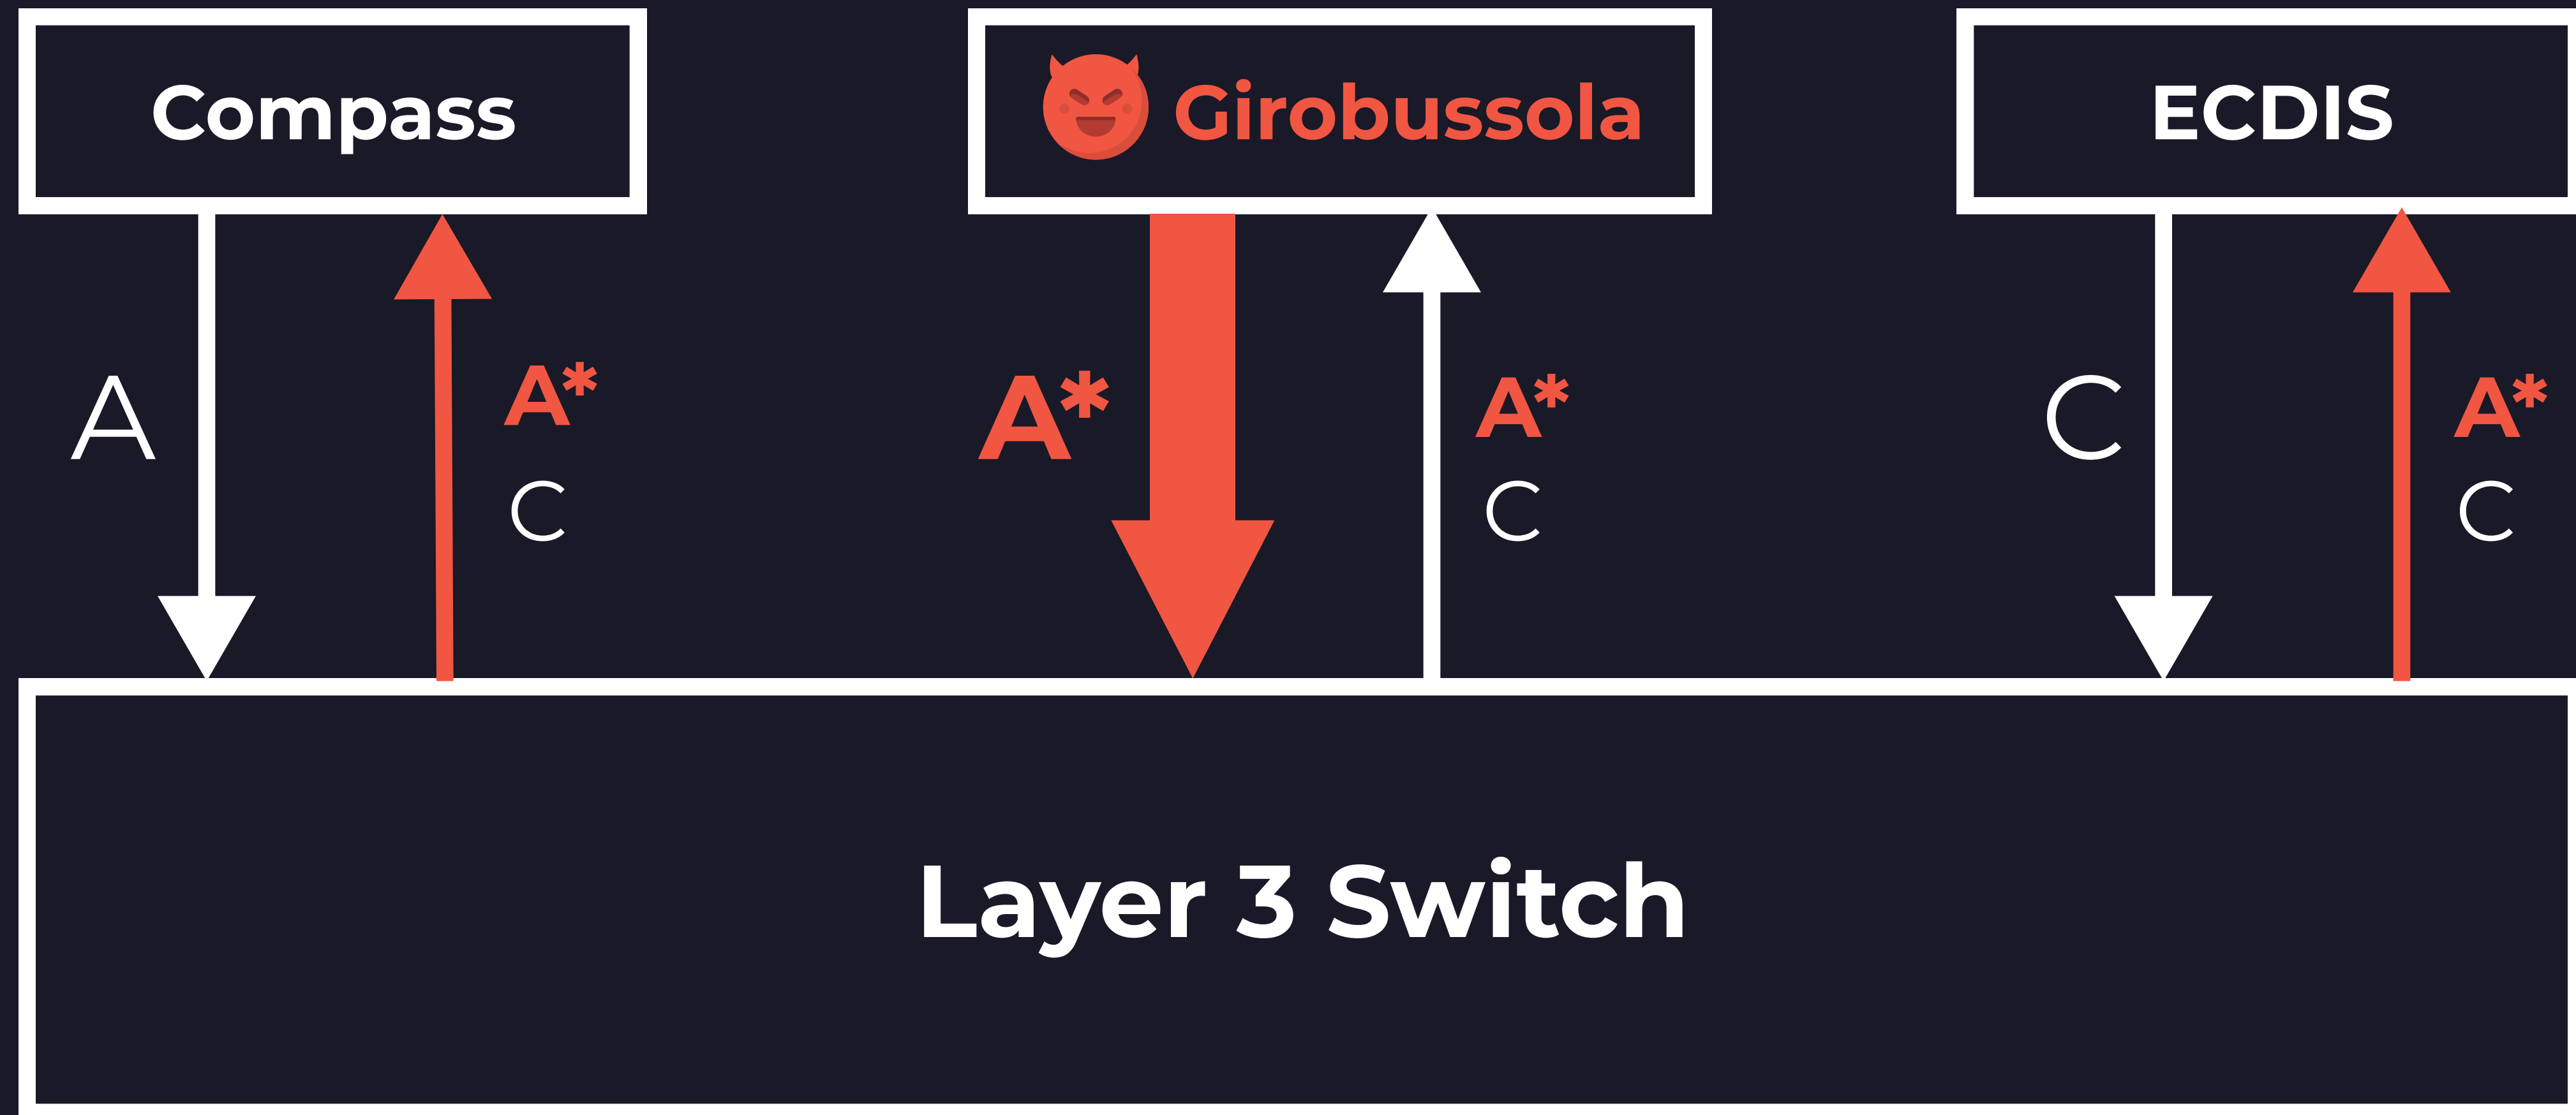 Compass
Girobussola
ECDIS
A
A*
C
A*
A*
C
C
A*
C
Layer 3 Switch